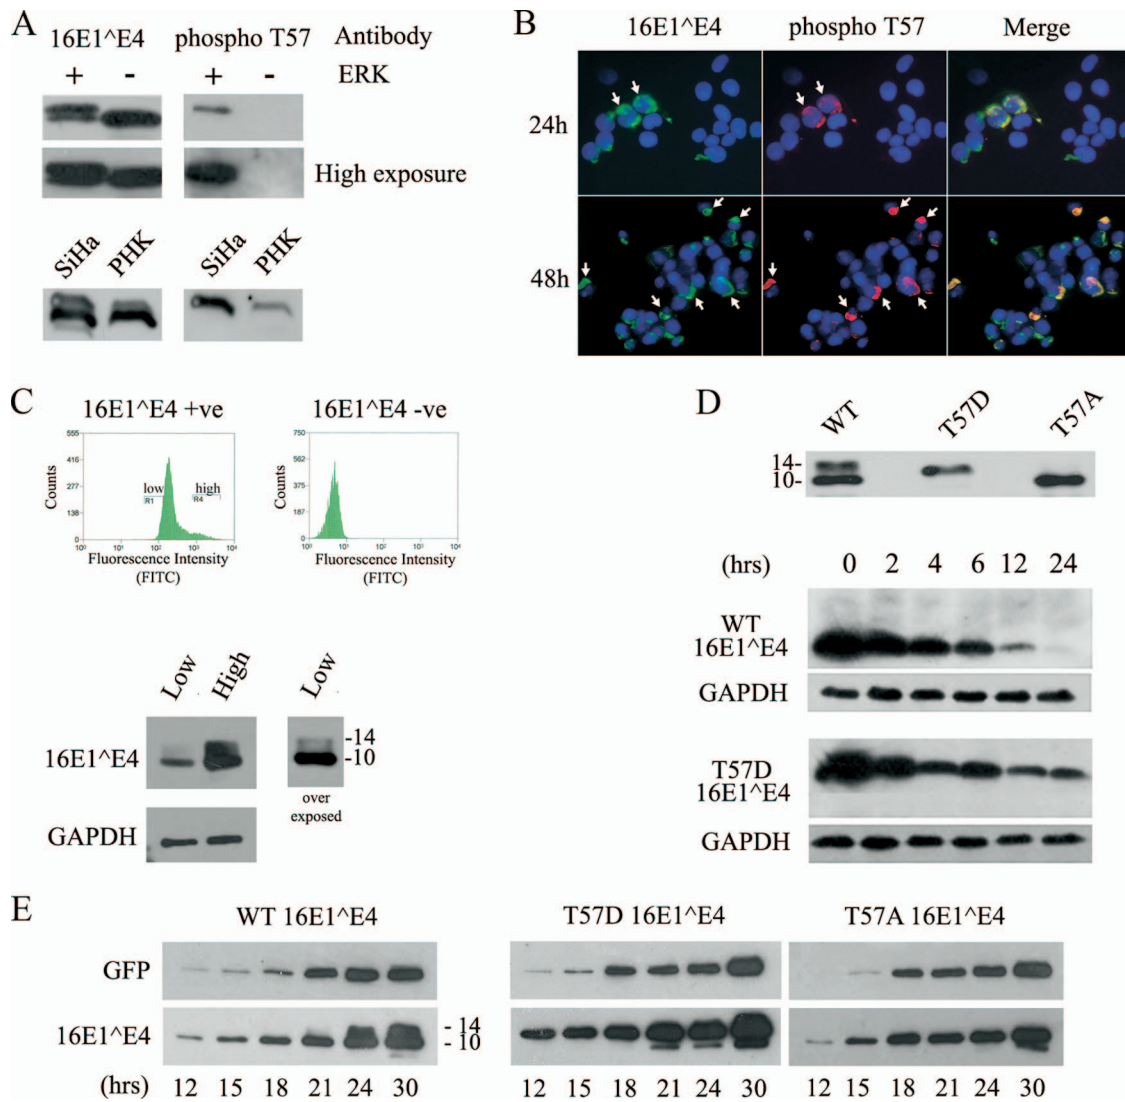 A
16E1^E4 phospho T57 Antibody
+ - + - ERK
High exposure
SiHa PHK SiHa PHK
B
16E1^E4 phospho T57 Merge
24h
48h
C
16E1^E4 +ve 16E1^E4 -ve
Counts
555
416
277
138
0
low
R1
high
R4
10⁰ 10¹ 10² 10³ 10⁴
Fluorescence Intensity
(FITC)
Counts
750
562
375
187
0
10⁰ 10¹ 10² 10³ 10⁴
Fluorescence Intensity
(FITC)
Low High Low
16E1^E4
-14
-10
over
exposed
GAPDH
D
WT T57D T57A
14-
10-
(hrs) 0 2 4 6 12 24
WT
16E1^E4
GAPDH
T57D
16E1^E4
GAPDH
E
WT 16E1^E4 T57D 16E1^E4 T57A 16E1^E4
GFP
16E1^E4
- 14
- 10
(hrs) 12 15 18 21 24 30 12 15 18 21 24 30 12 15 18 21 24 30